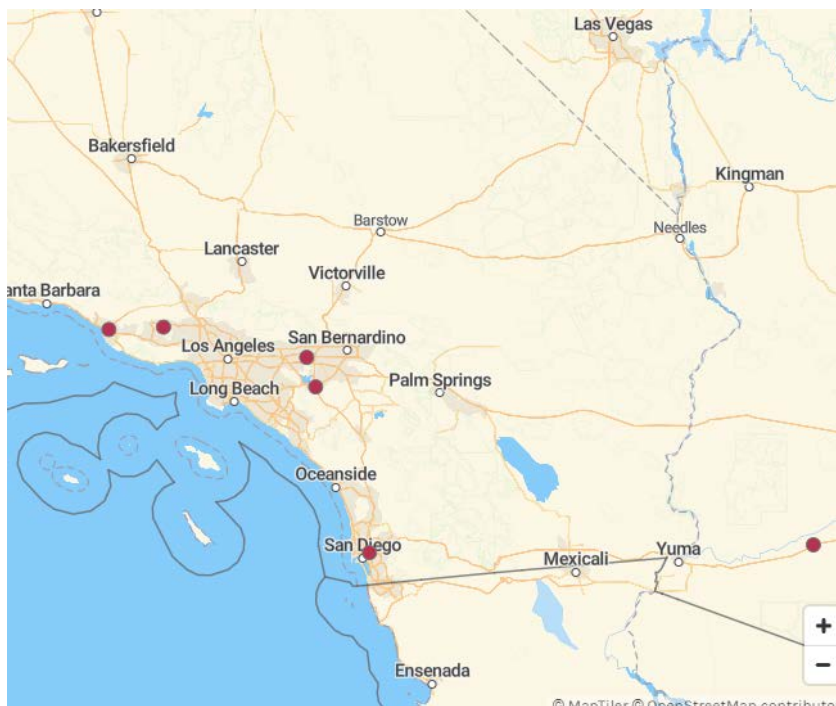 Las Vegas
Bakersfield
Kingman
Barstow
Needles
Lancaster
Victorville
anta Barbara
San Bernardino
Los Angeles
Palm Springs
Long Beach
Oceanside
San Diego
Mexicali
Yuma
+
−
Ensenada
© MapTiler © OpenStreetMap contribute